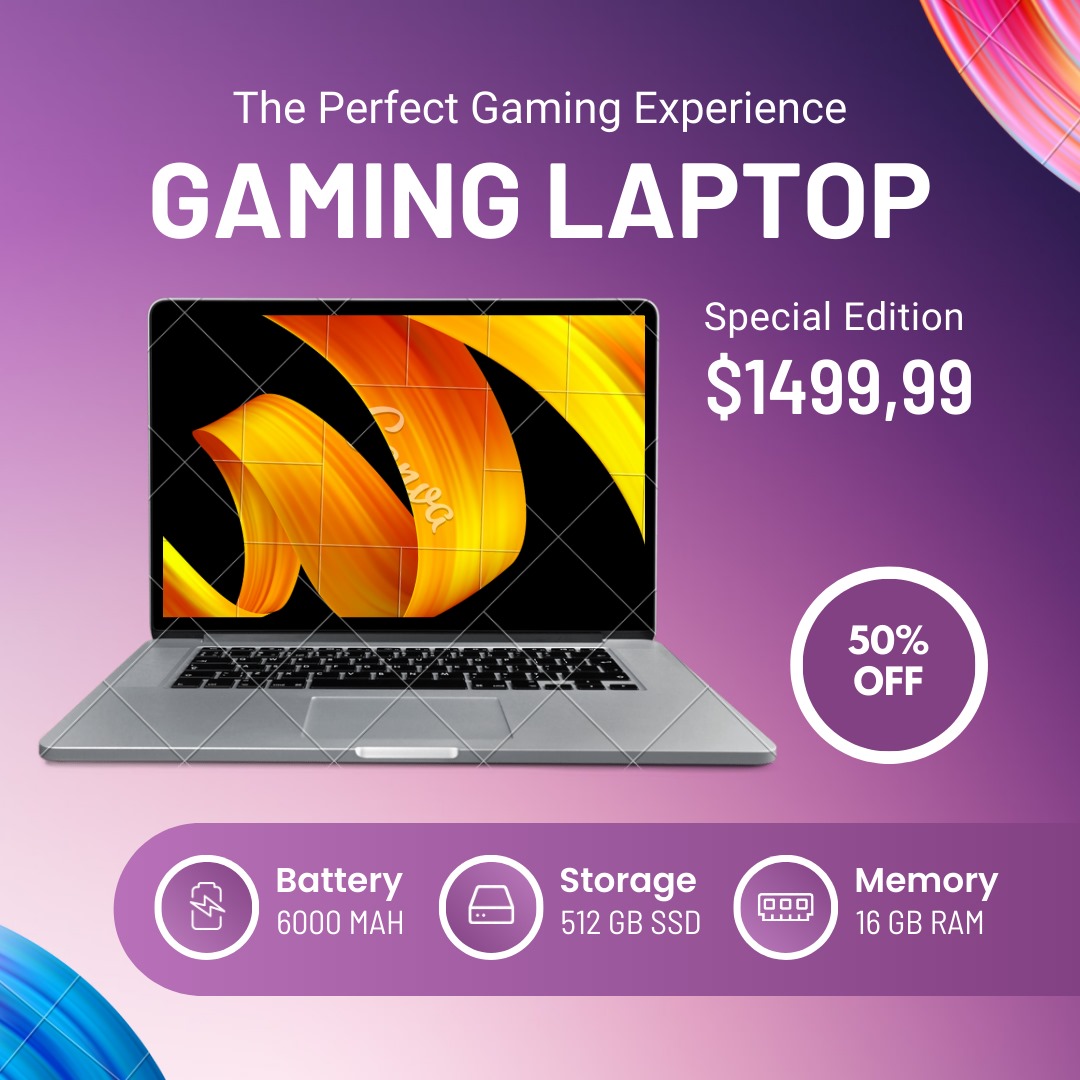 The Perfect Gaming Experience
GAMING LAPTOP
Special Edition
$1499,99
Canva
50%
OFF
Battery
6000 MAH
Storage
512 GB SSD
Memory
16 GB RAM